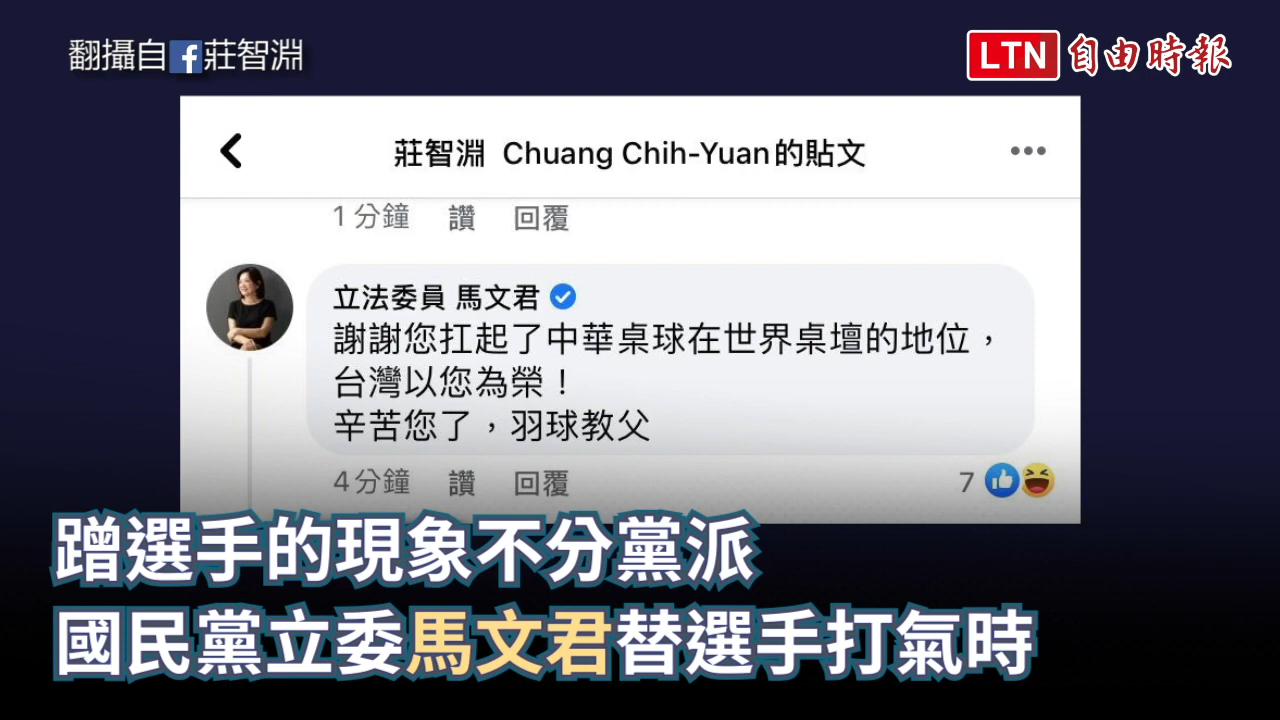 翻攝自f莊智淵
LTN 自由時報
莊智淵 Chuang Chih-Yuan的貼文
1 分鐘 讚 回覆
立法委員 馬文君
謝謝您扛起了中華桌球在世界桌壇的地位，
台灣以您為榮！
辛苦您了，羽球教父
4 分鐘 讚 回覆 7
蹭選手的現象不分黨派
國民黨立委馬文君替選手打氣時